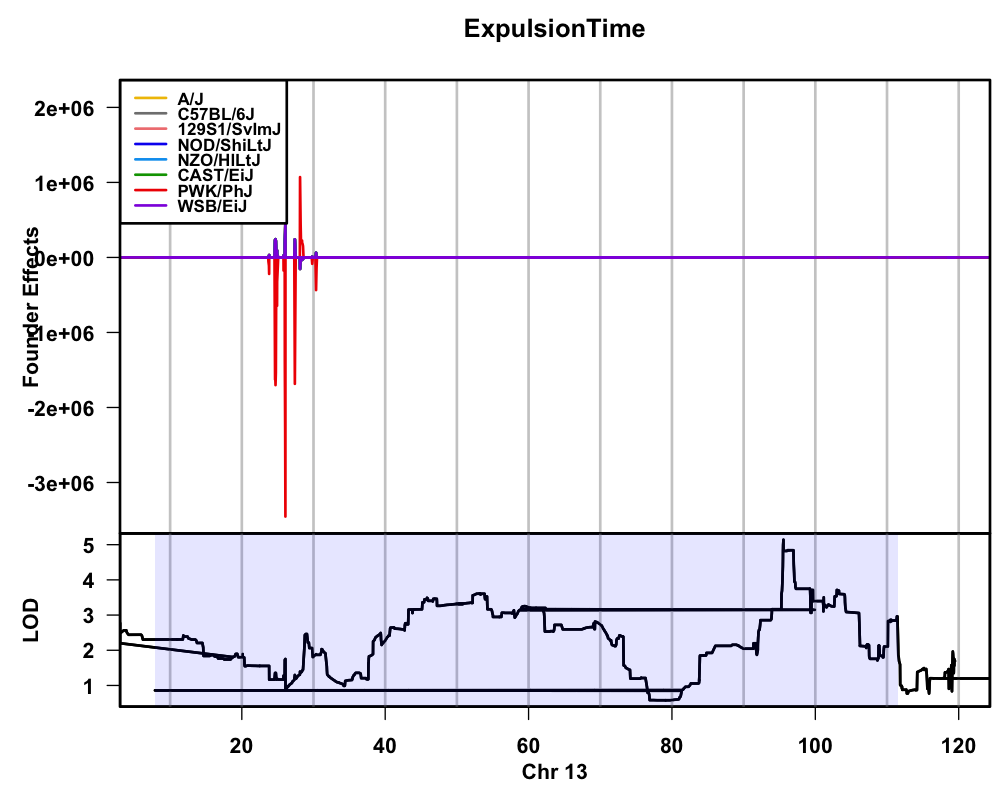 ExpulsionTime
A/J
C57BL/6J
129S1/SvImJ
NOD/ShiLtJ
NZO/HlLtJ
CAST/EiJ
PWK/PhJ
WSB/EiJ
Founder Effects
2e+06
1e+06
0e+00
-1e+06
-2e+06
-3e+06
LOD
5
4
3
2
1
20 40 60 80 100 120
Chr 13